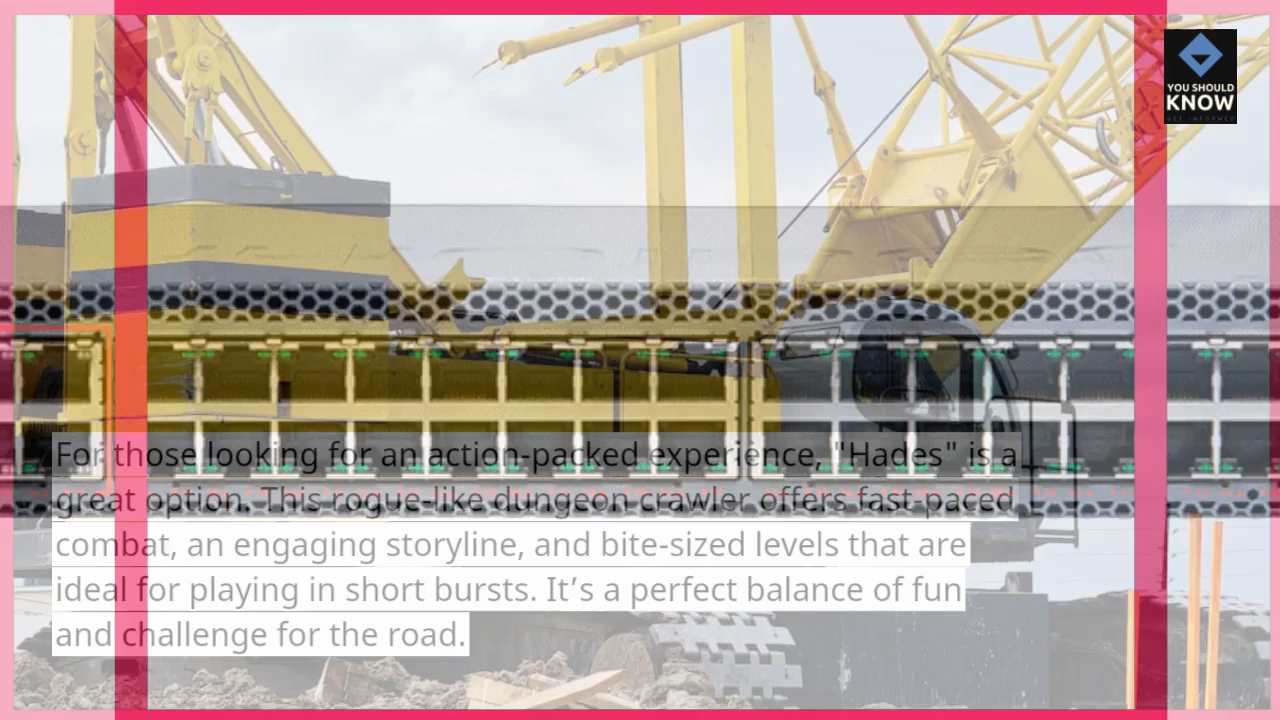 YOU SHOULD
KNOW
GET INFORMED
For those looking for an action-packed experience, "Hades" is a
great option. This rogue-like dungeon crawler offers fast-paced
combat, an engaging storyline, and bite-sized levels that are
ideal for playing in short bursts. It’s a perfect balance of fun
and challenge for the road.